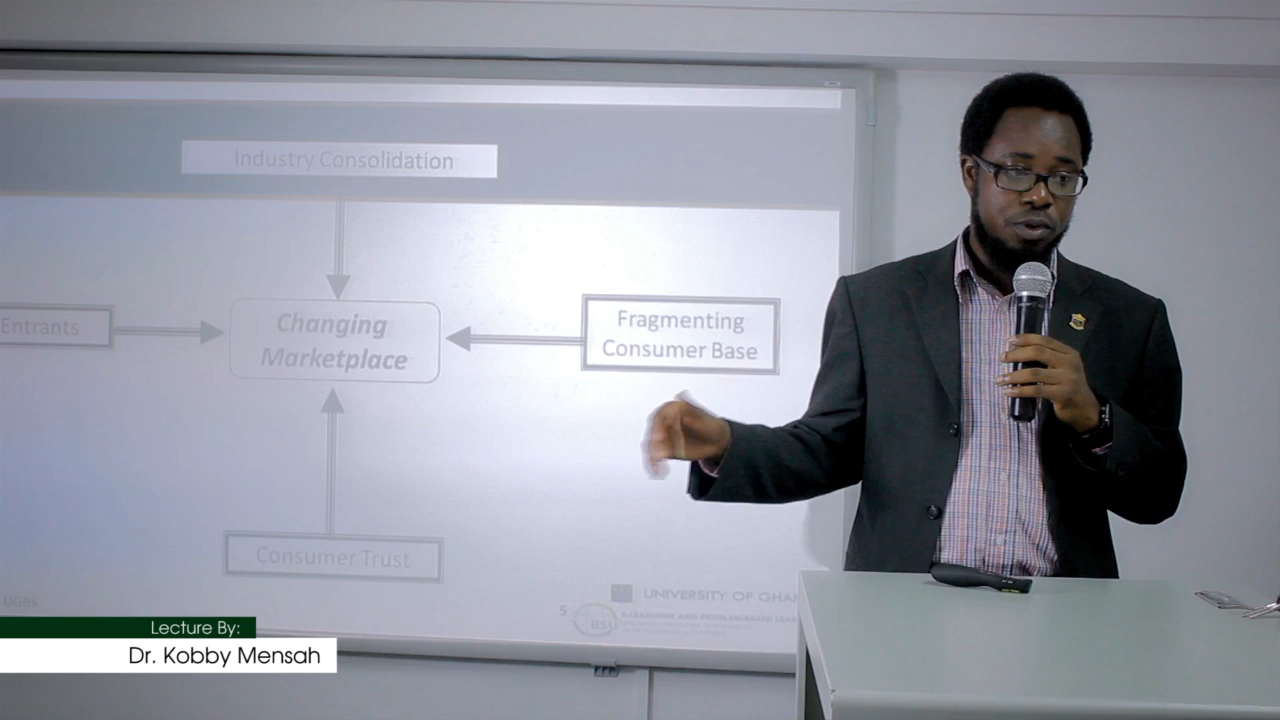 Industry Consolidation
Entrants
Changing
Marketplace
Fragmenting
Consumer Base
Consumer Trust
UGBS
UNIVERSITY OF GHA
5
Lecture By:
Dr. Kobby Mensah